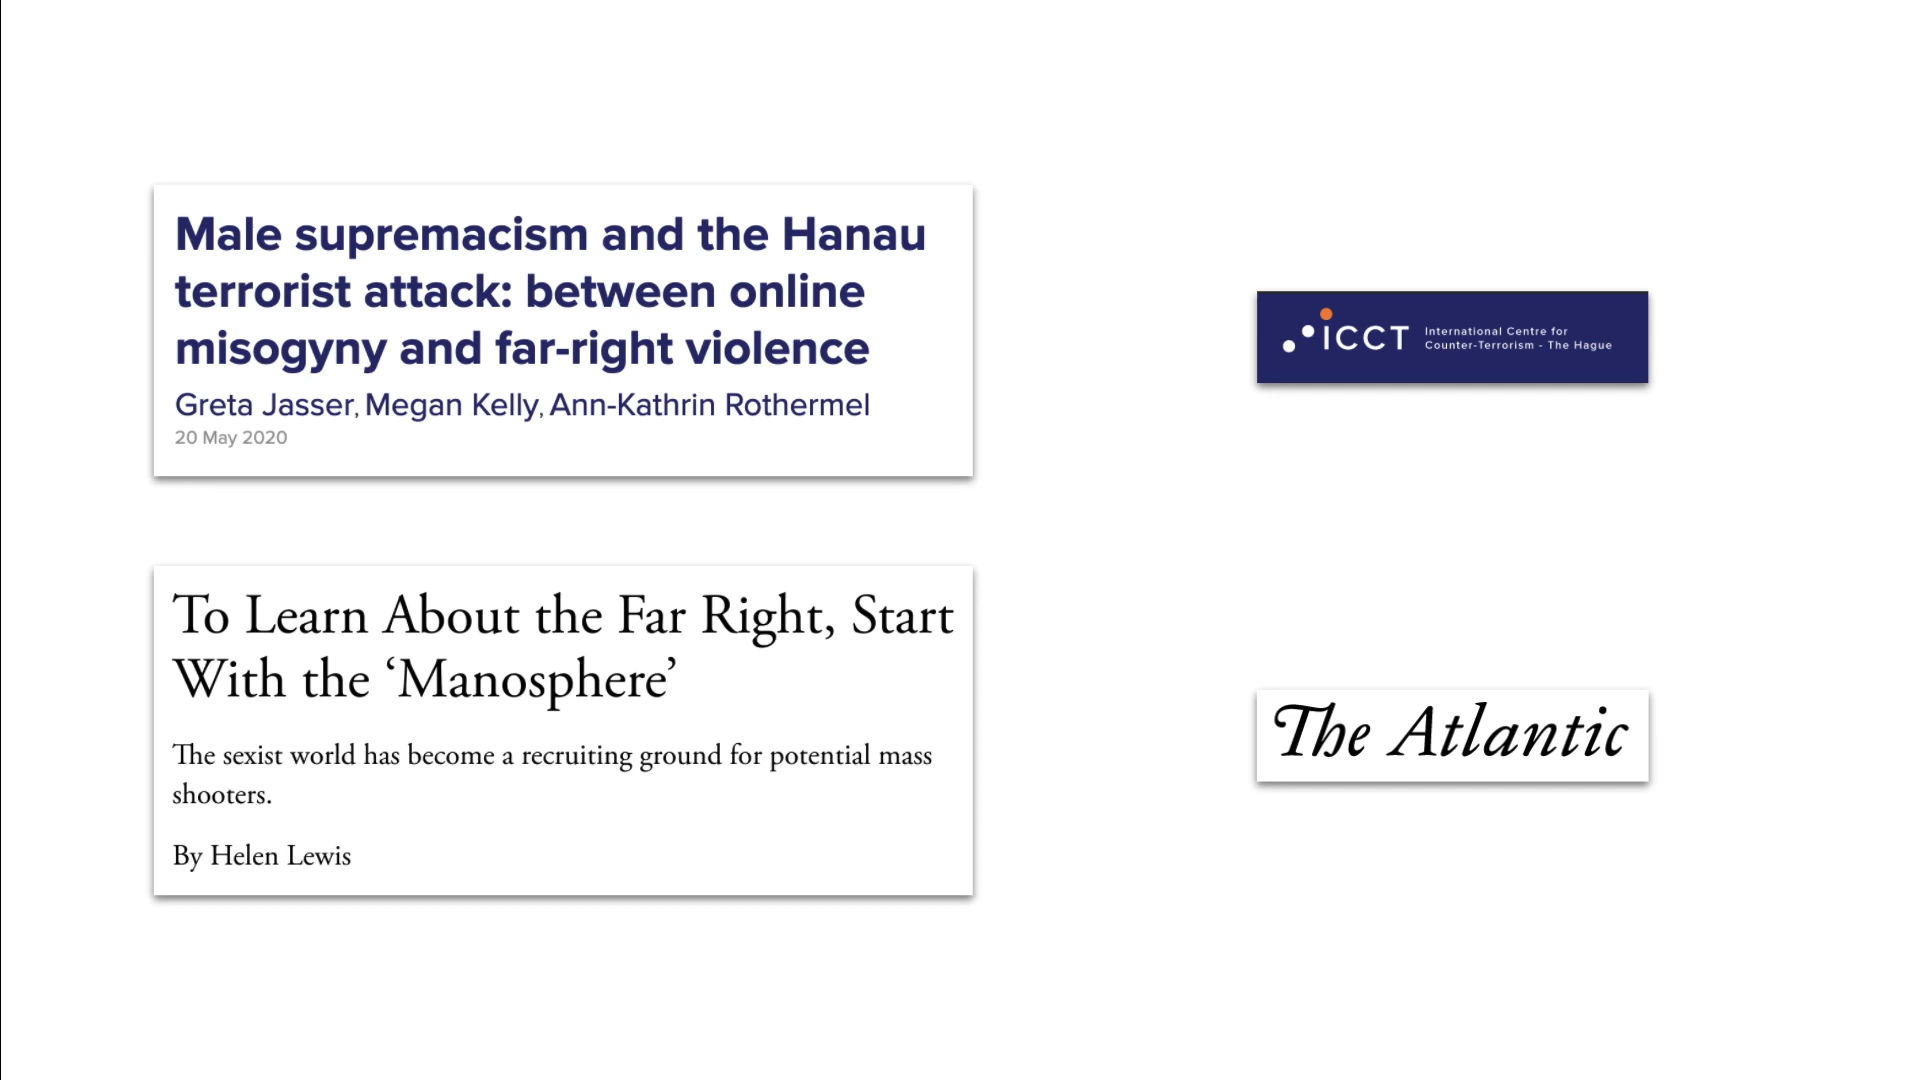 Male supremacism and the Hanau
terrorist attack: between online
misogyny and far-right violence
Greta Jasser, Megan Kelly, Ann-Kathrin Rothermel
20 May 2020
ICCT
International Centre for
Counter-Terrorism - The Hague
To Learn About the Far Right, Start
With the ‘Manosphere’
The sexist world has become a recruiting ground for potential mass
shooters.
By Helen Lewis
The Atlantic